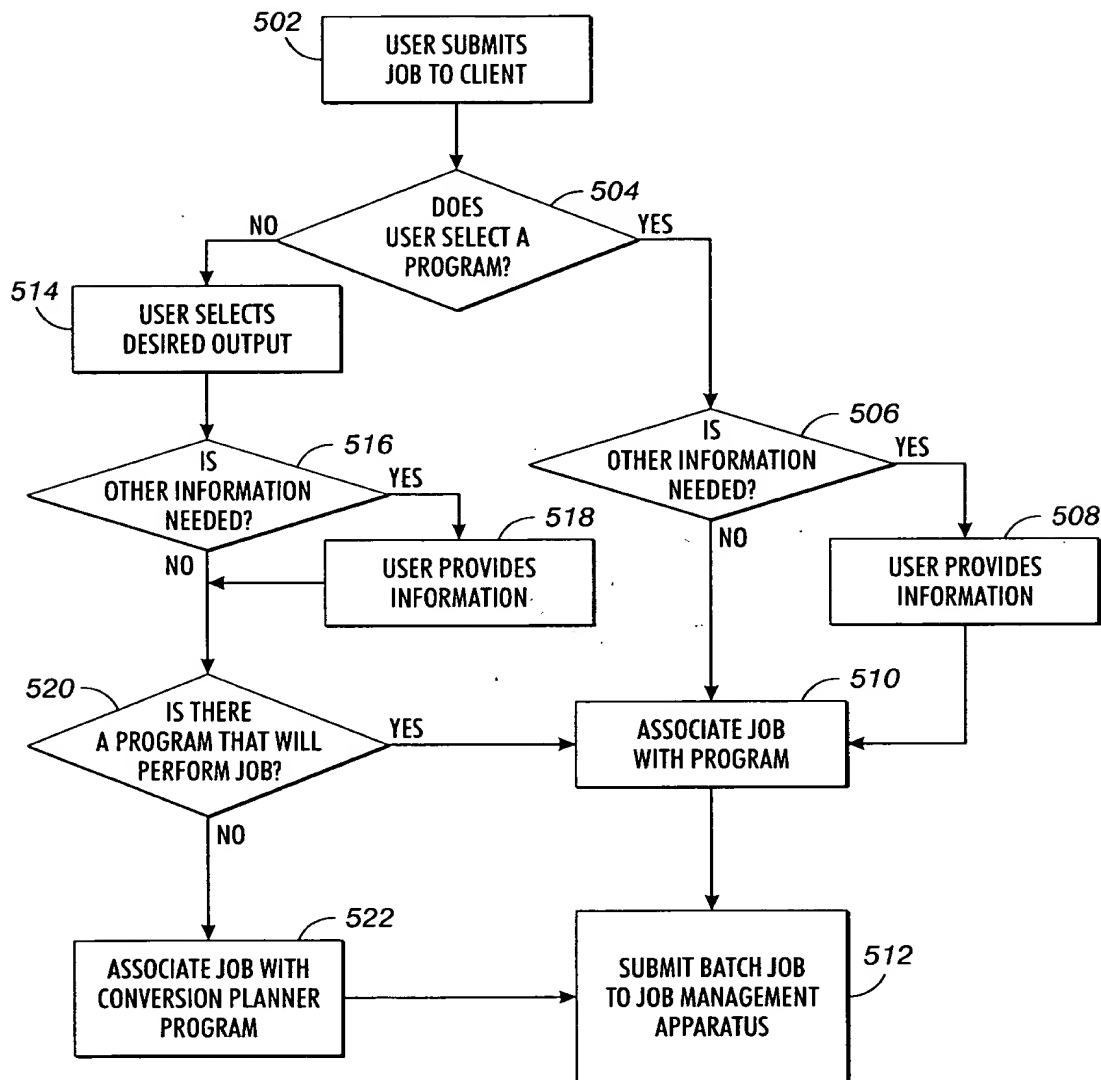 502
USER SUBMITS
JOB TO CLIENT
504
DOES
USER SELECT A
PROGRAM?
NO
YES
514
USER SELECTS
DESIRED OUTPUT
506
IS
OTHER INFORMATION
NEEDED?
YES
NO
516
IS
OTHER INFORMATION
NEEDED?
YES
NO
518
USER PROVIDES
INFORMATION
508
USER PROVIDES
INFORMATION
520
IS THERE
A PROGRAM THAT WILL
PERFORM JOB?
YES
NO
510
ASSOCIATE JOB
WITH PROGRAM
522
ASSOCIATE JOB WITH
CONVERSION PLANNER
PROGRAM
SUBMIT BATCH JOB
TO JOB MANAGEMENT
APPARATUS
512